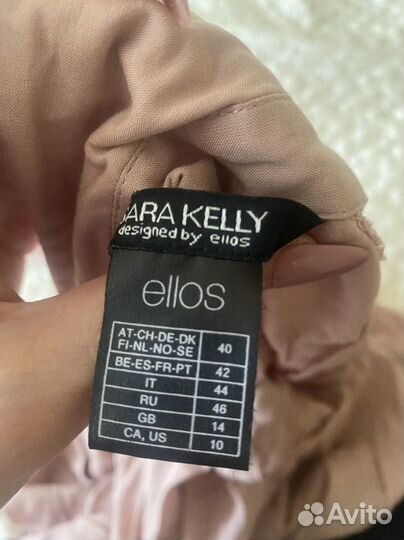 SARA KELLY
designed by ellos
ellos
AT-CH-DE-DK
FI-NL-NO-SE 40
BE-ES-FR-PT 42
IT 44
RU 46
GB 14
CA, US 10
Avito